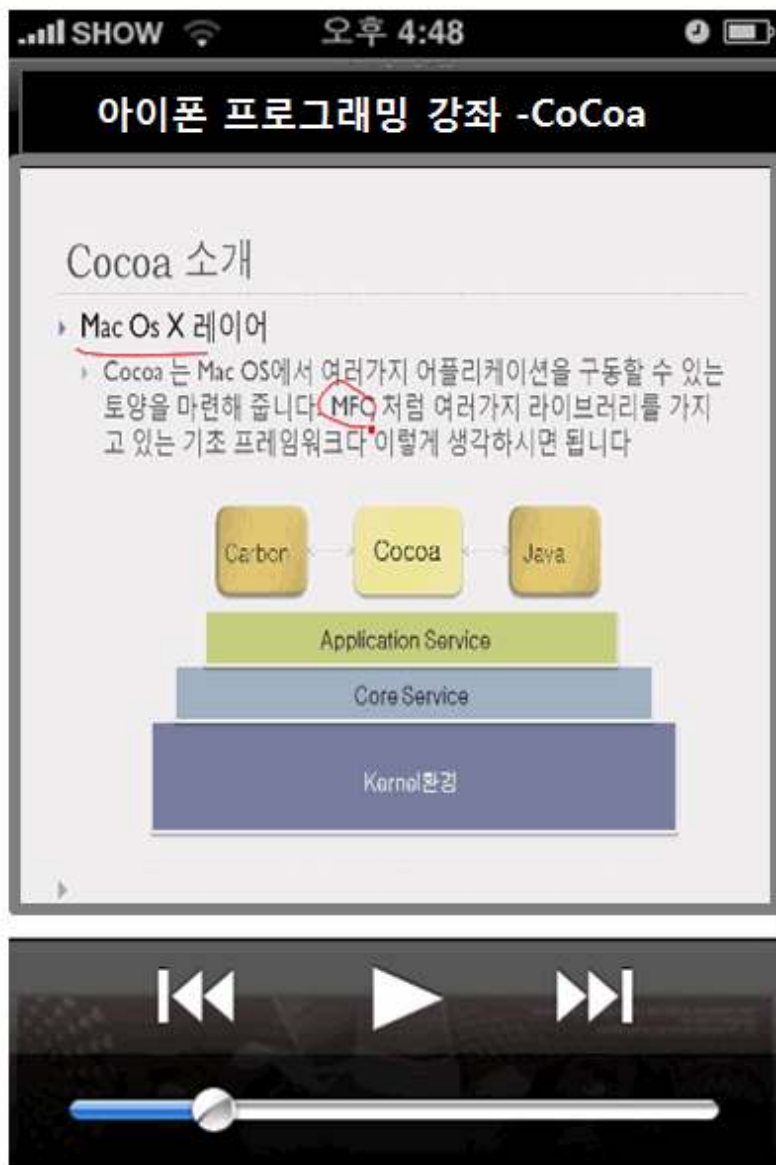 SHOW 오후 4:48
아이폰 프로그래밍 강좌 -CoCoa
Cocoa 소개
Mac Os X 레이어
Cocoa 는 Mac OS에서 여러가지 어플리케이션을 구동할 수 있는
토양을 마련해 줍니다. MFC 처럼 여러가지 라이브러리를 가지
고 있는 기초 프레임워크다 이렇게 생각하시면 됩니다
Carbon Cocoa Java
Application Service
Core Service
Kernel환경